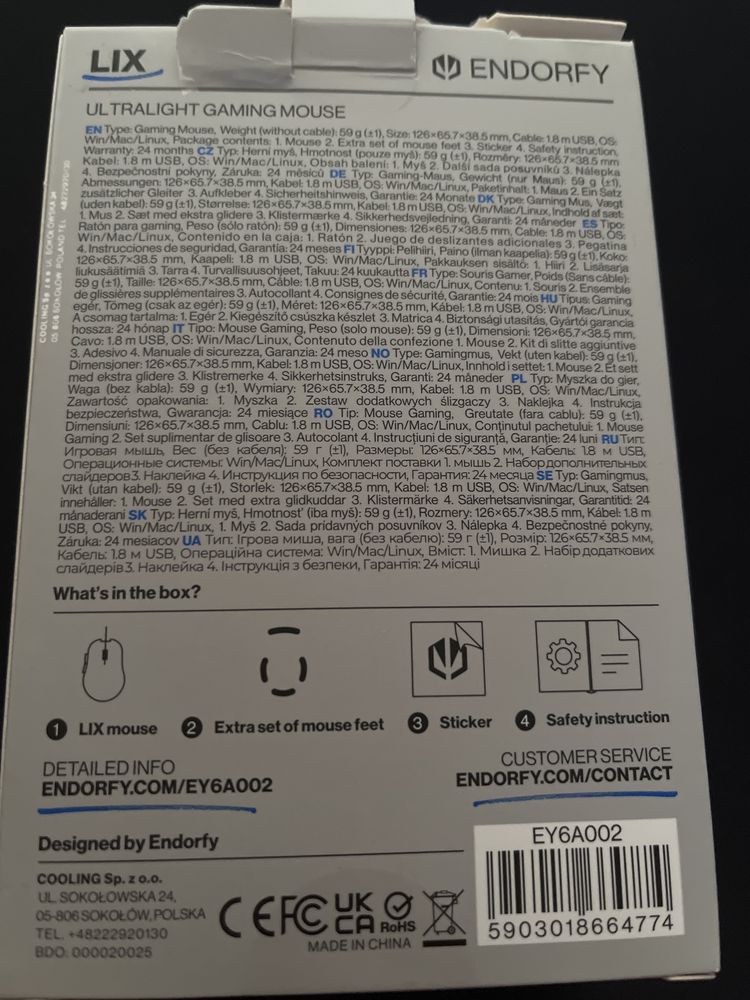 LIX
ENDORFY
ULTRALIGHT GAMING MOUSE
EN Type: Gaming Mouse, Weight (without cable): 59 g (±1), Size: 126×65.7×38.5 mm, Cable: 1.8 m USB, OS:
Win/Mac/Linux, Package contents: 1. Mouse 2. Extra set of mouse feet 3. Sticker 4. Safety instruction,
Warranty: 24 months CZ Typ: Herní myš, Hmotnost (pouze myš): 59 g (±1), Rozměry: 126×65.7×38.5 mm,
Kabel: 1.8 m USB, OS: Win/Mac/Linux, Obsah balení: 1. Myš 2. Další sada posuvníků 3. Nálepka
4. Bezpečnostní pokyny, Záruka: 24 měsíců DE Typ: Gaming-Maus, Gewicht (nur Maus): 59 g (±1),
Abmessungen: 126×65.7×38.5 mm, Kabel: 1.8 m USB, OS: Win/Mac/Linux, Paketinhalt: 1. Maus 2. Ein Satz
zusätzlicher Gleiter 3. Aufkleber 4. Sicherheitshinweis, Garantie: 24 Monate DK Type: Gaming Mus, Vægt
(uden kabel): 59 g (±1), Størrelse: 126×65.7×38.5 mm, Kabel: 1.8 m USB, OS: Win/Mac/Linux, Indhold af sæt:
1. Mus 2. Sæt med ekstra glidere 3. Klistermærke 4. Sikkerhedsvejledning, Garanti: 24 måneder ES Tipo:
Ratón para gaming, Peso (sólo ratón): 59 g (±1), Dimensiones: 126×65.7×38.5 mm, Cable: 1.8 m USB, OS:
Win/Mac/Linux, Contenido en la caja: 1. Ratón 2. Juego de deslizantes adicionales 3. Pegatina
4. Instrucciones de seguridad, Garantía: 24 meses FI Tyyppi: Pelihiiri, Paino (ilman kaapelia): 59 g (±1), Koko:
126×65.7×38.5 mm, Kaapeli: 1.8 m USB, OS: Win/Mac/Linux, Pakkauksen sisältö: 1. Hiiri 2. Lisäsarja
liukusäätimiä 3. Tarra 4. Turvallisuusohjeet, Takuu: 24 kuukautta FR Type: Souris Gamer, Poids (Sans câble):
59 g (±1), Taille: 126×65.7×38.5 mm, Câble: 1.8 m USB, OS: Win/Mac/Linux, Contenu: 1. Souris 2. Ensemble
de glissières supplémentaires 3. Autocollant 4. Consignes de sécurité, Garantie: 24 mois HU Típus: Gaming
egér, Tömeg (csak az egér): 59 g (±1), Méret: 126×65.7×38.5 mm, Kábel: 1.8 m USB, OS: Win/Mac/Linux,
A csomag tartalma: 1. Egér 2. Kiegészítő csúszka készlet 3. Matrica 4. Biztonsági utasítás, Gyártói garancia
hossza: 24 hónap IT Tipo: Mouse Gaming, Peso (solo mouse): 59 g (±1), Dimensioni: 126×65.7×38.5 mm,
Cavo: 1.8 m USB, OS: Win/Mac/Linux, Contenuto della confezione 1. Mouse 2. Kit di slitte aggiuntive
3. Adesivo 4. Manuale di sicurezza, Garanzia: 24 meso NO Type: Gamingmus, Vekt (uten kabel): 59 g (±1),
Dimensjoner: 126×65.7×38.5 mm, Kabel: 1.8 m USB, OS: Win/Mac/Linux, Innhold i settet: 1. Mouse 2. Et sett
med ekstra glidere 3. Klistremerke 4. Sikkerhetsinstruks, Garanti: 24 måneder PL Typ: Myszka do gier,
Waga (bez kabla): 59 g (±1), Wymiary: 126×65.7×38.5 mm, Kabel: 1.8 m USB, OS: Win/Mac/Linux,
Zawartość opakowania: 1. Myszka 2. Zestaw dodatkowych ślizgaczy 3. Naklejka 4. Instrukcja
bezpieczeństwa, Gwarancja: 24 miesiące RO Tip: Mouse Gaming, Greutate (fara cablu): 59 g (±1),
Dimensiuni: 126×65.7×38.5 mm, Cablu: 1.8 m USB, OS: Win/Mac/Linux, Conținutul pachetului: 1. Mouse
Gaming 2. Set suplimentar de glisoare 3. Autocolant 4. Instrucțiuni de siguranță, Garanție: 24 luni RU Тип:
Игровая мышь, Вес (без кабеля): 59 г (±1), Размеры: 126×65.7×38.5 мм, Кабель: 1.8 м USB,
Операционные системы: Win/Mac/Linux, Комплект поставки 1. мышь 2. Набор дополнительных
слайдеров 3. Наклейка 4. Инструкция по безопасности, Гарантия: 24 месяца SE Typ: Gamingmus,
Vikt (utan kabel): 59 g (±1), Storlek: 126×65.7×38.5 mm, Kabel: 1.8 m USB, OS: Win/Mac/Linux, Satsen
innehåller: 1. Mouse 2. Set med extra glidkuddar 3. Klistermärke 4. Säkerhetsanvisningar, Garantitid: 24
månaderani SK Typ: Herní myš, Hmotnosť (iba myš): 59 g (±1), Rozmery: 126×65.7×38.5 mm, Kábel: 1.8 m
USB, OS: Win/Mac/Linux, 1. Myš 2. Sada prídavných posuvníkov 3. Nálepka 4. Bezpečnostné pokyny,
Záruka: 24 mesiacov UA Тип: Ігрова миша, вага (без кабелю): 59 г (±1), Розмір: 126×65.7×38.5 мм,
Кабель: 1.8 м USB, Операційна система: Win/Mac/Linux, Вміст: 1. Мишка 2. Набір додаткових
слайдерів 3. Наклейка 4. Інструкція з безпеки, Гарантія: 24 місяці
What's in the box?
1 LIX mouse
2 Extra set of mouse feet
3 Sticker
4 Safety instruction
DETAILED INFO
ENDORFY.COM/EY6A002
CUSTOMER SERVICE
ENDORFY.COM/CONTACT
Designed by Endorfy
COOLING Sp. z o.o.
UL. SOKOŁOWSKA 24,
05-806 SOKOŁÓW, POLSKA
TEL. +48222920130
BDO: 000020025
CE FC UK CA RoHS
MADE IN CHINA
EY6A002
5903018664774